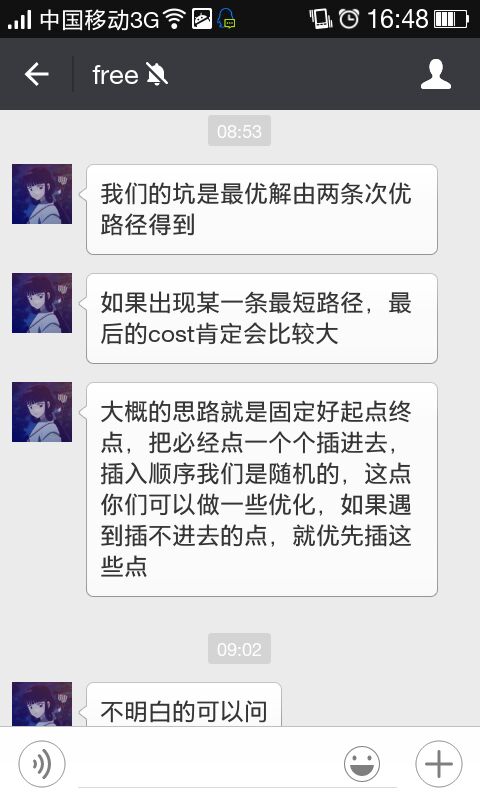 中国移动3G 16:48
free
08:53
我们的坑是最优解由两条次优
路径得到
如果出现某一条最短路径，最
后的cost肯定会比较大
大概的思路就是固定好起点终
点，把必经点一个个插进去，
插入顺序我们是随机的，这点
你们可以做一些优化，如果遇
到插不进去的点，就优先插这
些点
09:02
不明白的可以问